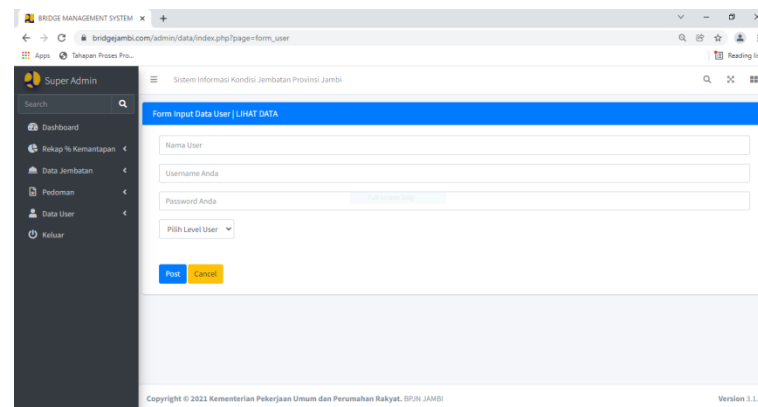 BRIDGE MANAGEMENT SYSTEM
bridgejambi.com/admin/data/index.php?page=form_user
Apps Tahapan Proses Pro...
Reading lis
Super Admin
Sistem Informasi Kondisi Jembatan Provinsi Jambi
Search
Form Input Data User | LIHAT DATA
Dashboard
Rekap % Kemantapan
Data Jembatan
Pedoman
Data User
Keluar
Nama User
Username Anda
Password Anda
Pilih Level User
Post Cancel
Copyright © 2021 Kementerian Pekerjaan Umum dan Perumahan Rakyat. BPJN JAMBI
Version 3.1.